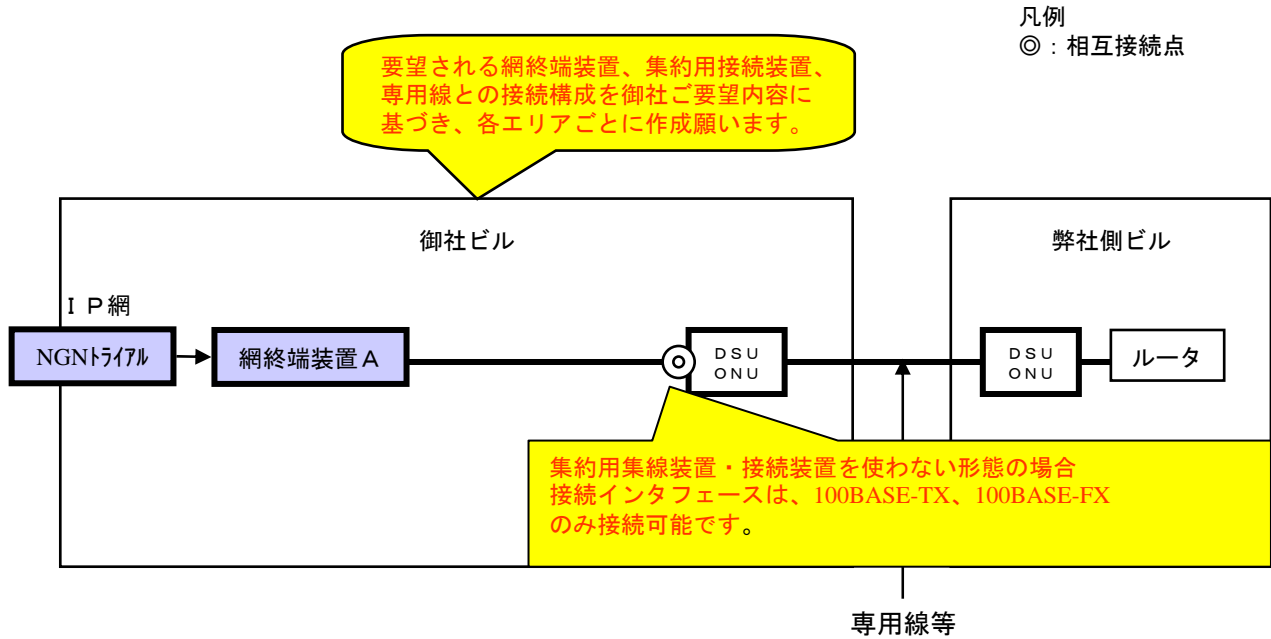 凡例
◎：相互接続点
要望される網終端装置、集約用接続装置、
専用線との接続構成を御社ご要望内容に
基づき、各エリアごとに作成願います。
御社ビル
弊社側ビル
ＩＰ網
NGNﾄﾗｲｱﾙ
網終端装置Ａ
ＤＳＵ
ＯＮＵ
ＤＳＵ
ＯＮＵ
ルータ
集約用集線装置・接続装置を使わない形態の場合
接続インタフェースは、100BASE-TX、100BASE-FX
のみ接続可能です。
専用線等